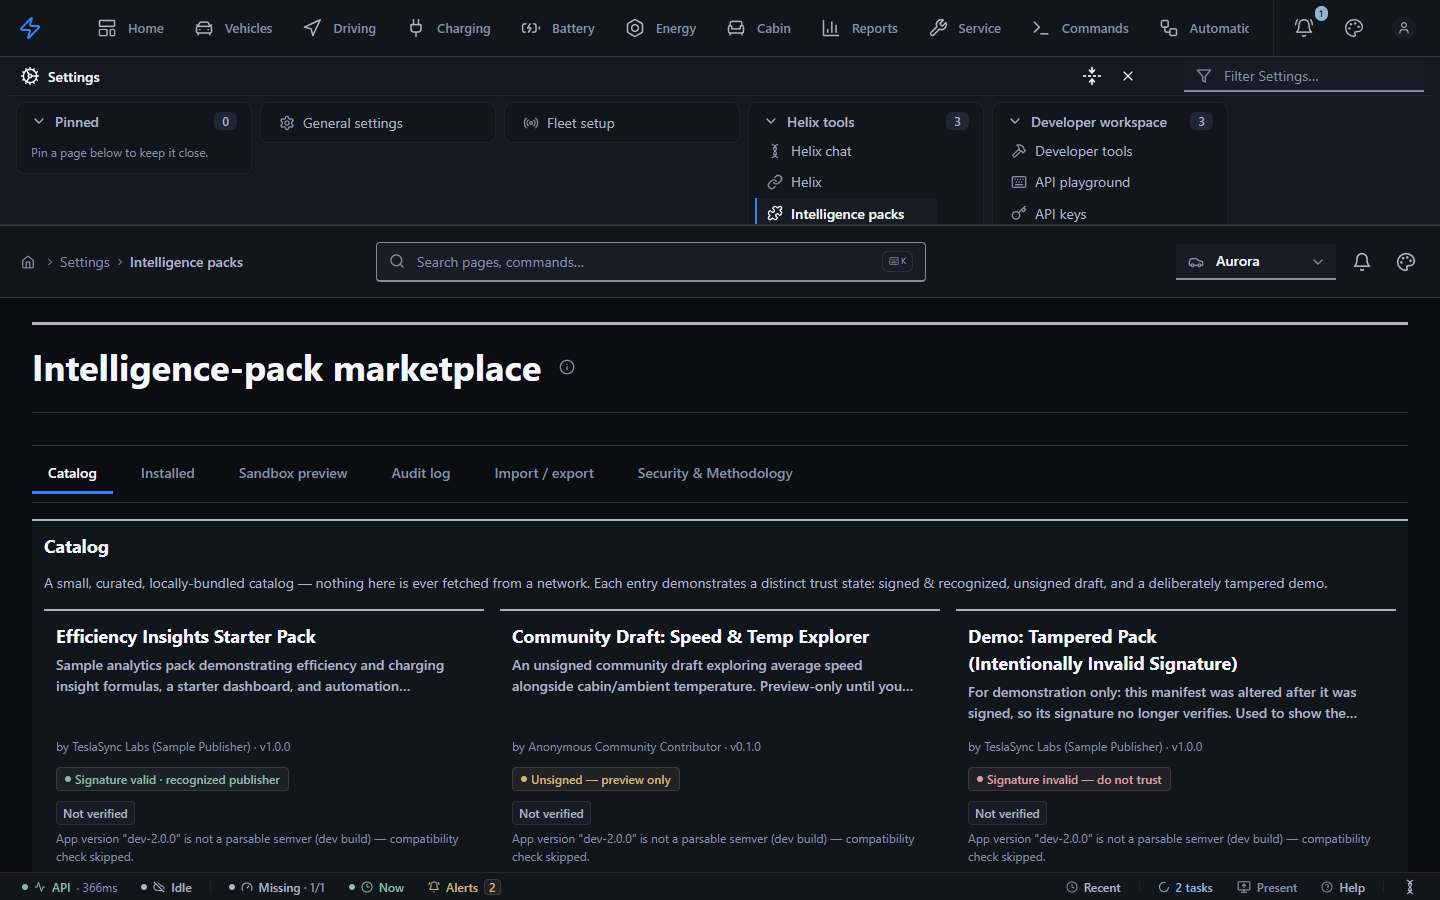 Home Vehicles Driving Charging Battery Energy Cabin Reports Service Commands Automatic 1
Settings Filter Settings...
Pinned 0 General settings Fleet setup Helix tools 3 Developer workspace 3
Pin a page below to keep it close. Helix chat Developer tools
Helix API playground
Intelligence packs API keys
Settings Intelligence packs Search pages, commands... K Aurora
Intelligence-pack marketplace
Catalog Installed Sandbox preview Audit log Import / export Security & Methodology
Catalog
A small, curated, locally-bundled catalog — nothing here is ever fetched from a network. Each entry demonstrates a distinct trust state: signed & recognized, unsigned draft, and a deliberately tampered demo.
Efficiency Insights Starter Pack
Sample analytics pack demonstrating efficiency and charging
insight formulas, a starter dashboard, and automation...
by TeslaSync Labs (Sample Publisher) · v1.0.0
Signature valid · recognized publisher
Not verified
App version "dev-2.0.0" is not a parsable semver (dev build) — compatibility
check skipped.
Community Draft: Speed & Temp Explorer
An unsigned community draft exploring average speed
alongside cabin/ambient temperature. Preview-only until you...
by Anonymous Community Contributor · v0.1.0
Unsigned — preview only
Not verified
App version "dev-2.0.0" is not a parsable semver (dev build) — compatibility
check skipped.
Demo: Tampered Pack
(Intentionally Invalid Signature)
For demonstration only: this manifest was altered after it was
signed, so its signature no longer verifies. Used to show the...
by TeslaSync Labs (Sample Publisher) · v1.0.0
Signature invalid — do not trust
Not verified
App version "dev-2.0.0" is not a parsable semver (dev build) — compatibility
check skipped.
API · 366ms Idle Missing · 1/1 Now Alerts 2 Recent 2 tasks Present Help